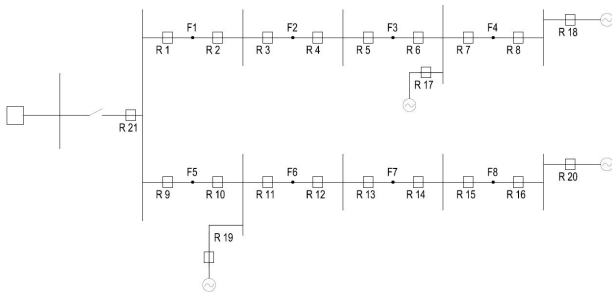 F1 F2 F3 F4
R 1 R 2 R 3 R 4 R 5 R 6 R 7 R 8 R 18
R 17
R 21
F5 F6 F7 F8
R 9 R 10 R 11 R 12 R 13 R 14 R 15 R 16 R 20
R 19